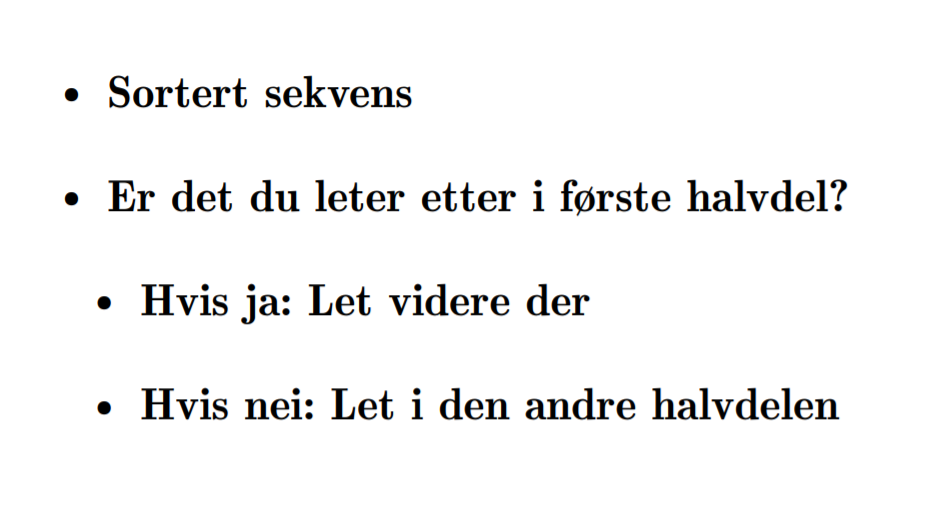 • Sortert sekvens
• Er det du leter etter i første halvdel?
• Hvis ja: Let videre der
• Hvis nei: Let i den andre halvdelen